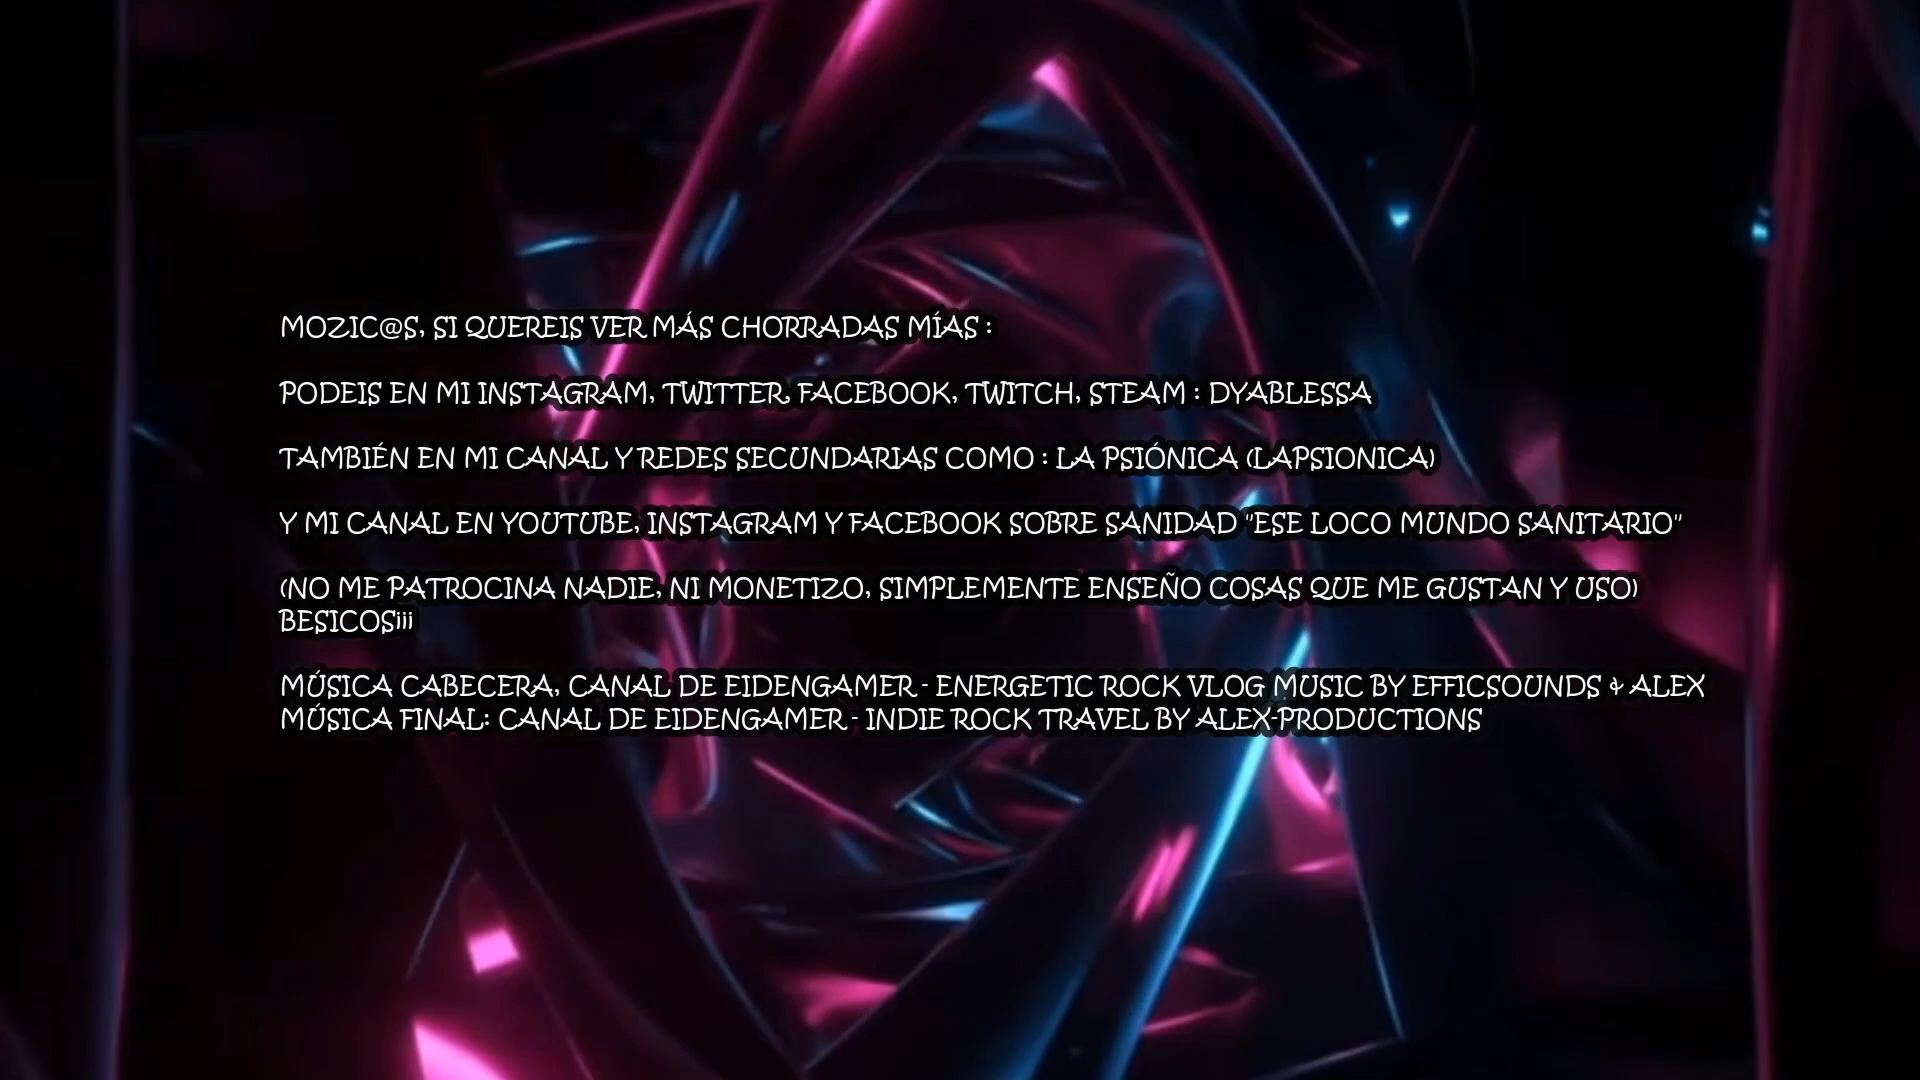 MOZIC@S, SI QUEREIS VER MÁS CHORRADAS MÍAS :
PODEIS EN MI INSTAGRAM, TWITTER, FACEBOOK, TWITCH, STEAM : DYABLESSA
TAMBIÉN EN MI CANAL Y REDES SECUNDARIAS COMO : LA PSIÓNICA (LAPSIONICA)
Y MI CANAL EN YOUTUBE, INSTAGRAM Y FACEBOOK SOBRE SANIDAD "ESE LOCO MUNDO SANITARIO"
(NO ME PATROCINA NADIE, NI MONETIZO, SIMPLEMENTE ENSEÑO COSAS QUE ME GUSTAN Y USO)
BESICOS¡¡¡
MÚSICA CABECERA, CANAL DE EIDENGAMER - ENERGETIC ROCK VLOG MUSIC BY EFFICSOUNDS & ALEX
MÚSICA FINAL: CANAL DE EIDENGAMER - INDIE ROCK TRAVEL BY ALEX-PRODUCTIONS